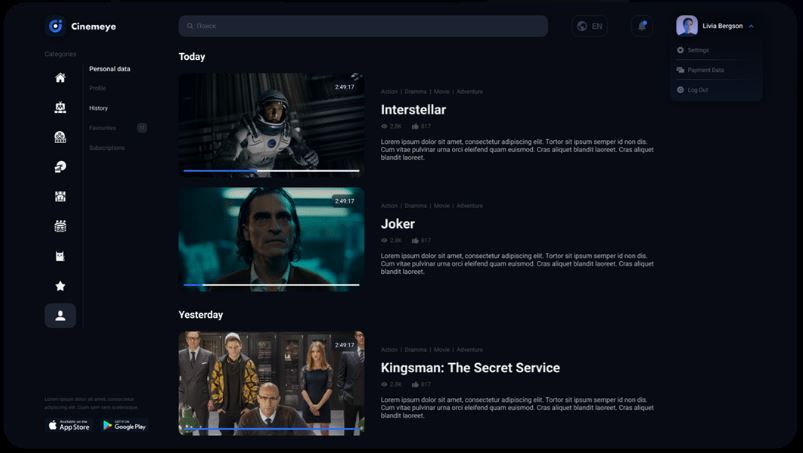 Cinemeye
Поиск
EN
Livia Bergson
Settings
Payment Data
Log Out
Categories
Personal data
Profile
History
Favourites
Subscriptions
Today
2:49:17
Action | Dramma | Movie | Adventure
Interstellar
2,8K 817
Lorem ipsum dolor sit amet, consectetur adipiscing elit. Tortor sit ipsum semper id non dis.
Cum vitae pulvinar urna orci eleifend quam euismod. Cras aliquet blandit laoreet. Cras aliquet
blandit laoreet.
2:49:17
Action | Dramma | Movie | Adventure
Joker
2,8K 817
Lorem ipsum dolor sit amet, consectetur adipiscing elit. Tortor sit ipsum semper id non dis.
Cum vitae pulvinar urna orci eleifend quam euismod. Cras aliquet blandit laoreet. Cras aliquet
blandit laoreet.
Yesterday
2:49:17
Action | Dramma | Movie | Adventure
Kingsman: The Secret Service
2,8K 817
Lorem ipsum dolor sit amet, consectetur adipiscing elit. Tortor sit ipsum semper id non dis.
Cum vitae pulvinar urna orci eleifend quam euismod. Cras aliquet blandit laoreet. Cras aliquet
blandit laoreet.
Lorem ipsum dolor sit amet, consectetur
adipiscing elit. Diam sem sem scelerisque.
Available on the
App Store
GET IT ON
Google Play